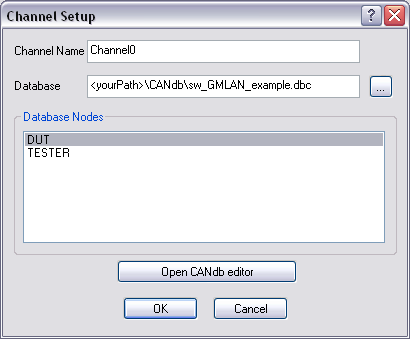 Channel Setup
?
Channel Name Channel0
Database <yourPath>\CANdb\sw_GMLAN_example.dbc ...
Database Nodes
DUT
TESTER
Open CANdb editor
OK Cancel